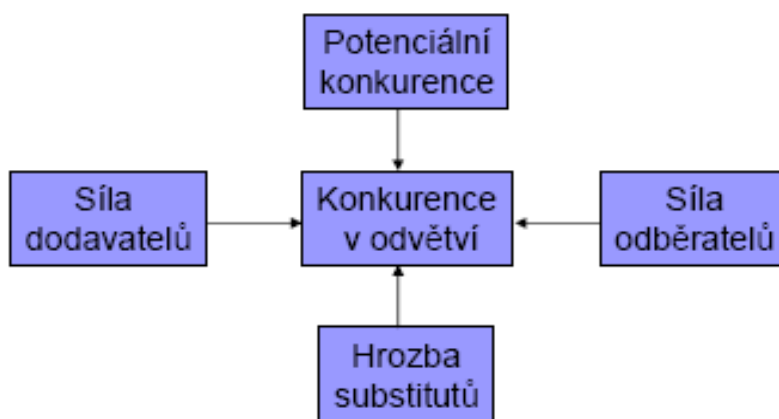 Potenciální
konkurence
Síla
dodavatelů
Konkurence
v odvětví
Síla
odběratelů
Hrozba
substitutů